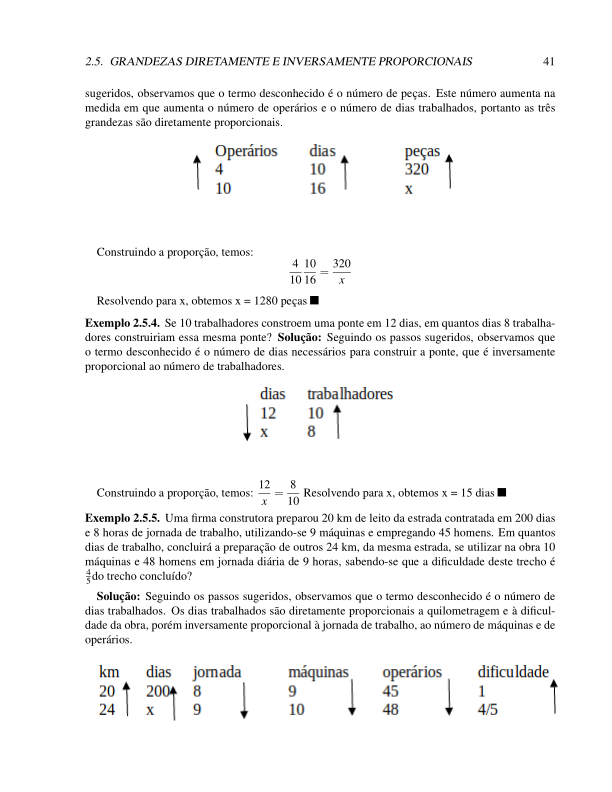 2.5. GRANDEZAS DIRETAMENTE E INVERSAMENTE PROPORCIONAIS 41
sugeridos, observamos que o termo desconhecido é o número de peças. Este número aumenta na
medida em que aumenta o número de operários e o número de dias trabalhados, portanto as três
grandezas são diretamente proporcionais.
Operários dias peças
4 10 320
10 16 x
Construindo a proporção, temos:
4/10 10/16 = 320/x
Resolvendo para x, obtemos x = 1280 peças ■
Exemplo 2.5.4. Se 10 trabalhadores constroem uma ponte em 12 dias, em quantos dias 8 trabalha-
dores construiriam essa mesma ponte? Solução: Seguindo os passos sugeridos, observamos que
o termo desconhecido é o número de dias necessários para construir a ponte, que é inversamente
proporcional ao número de trabalhadores.
dias trabalhadores
12 10
x 8
Construindo a proporção, temos: 12/x = 8/10 Resolvendo para x, obtemos x = 15 dias ■
Exemplo 2.5.5. Uma firma construtora preparou 20 km de leito da estrada contratada em 200 dias
e 8 horas de jornada de trabalho, utilizando-se 9 máquinas e empregando 45 homens. Em quantos
dias de trabalho, concluirá a preparação de outros 24 km, da mesma estrada, se utilizar na obra 10
máquinas e 48 homens em jornada diária de 9 horas, sabendo-se que a dificuldade deste trecho é
4/5 do trecho concluído?
Solução: Seguindo os passos sugeridos, observamos que o termo desconhecido é o número de
dias trabalhados. Os dias trabalhados são diretamente proporcionais a quilometragem e à dificul-
dade da obra, porém inversamente proporcional à jornada de trabalho, ao número de máquinas e de
operários.
km dias jornada máquinas operários dificuldade
20 200 8 9 45 1
24 x 9 10 48 4/5